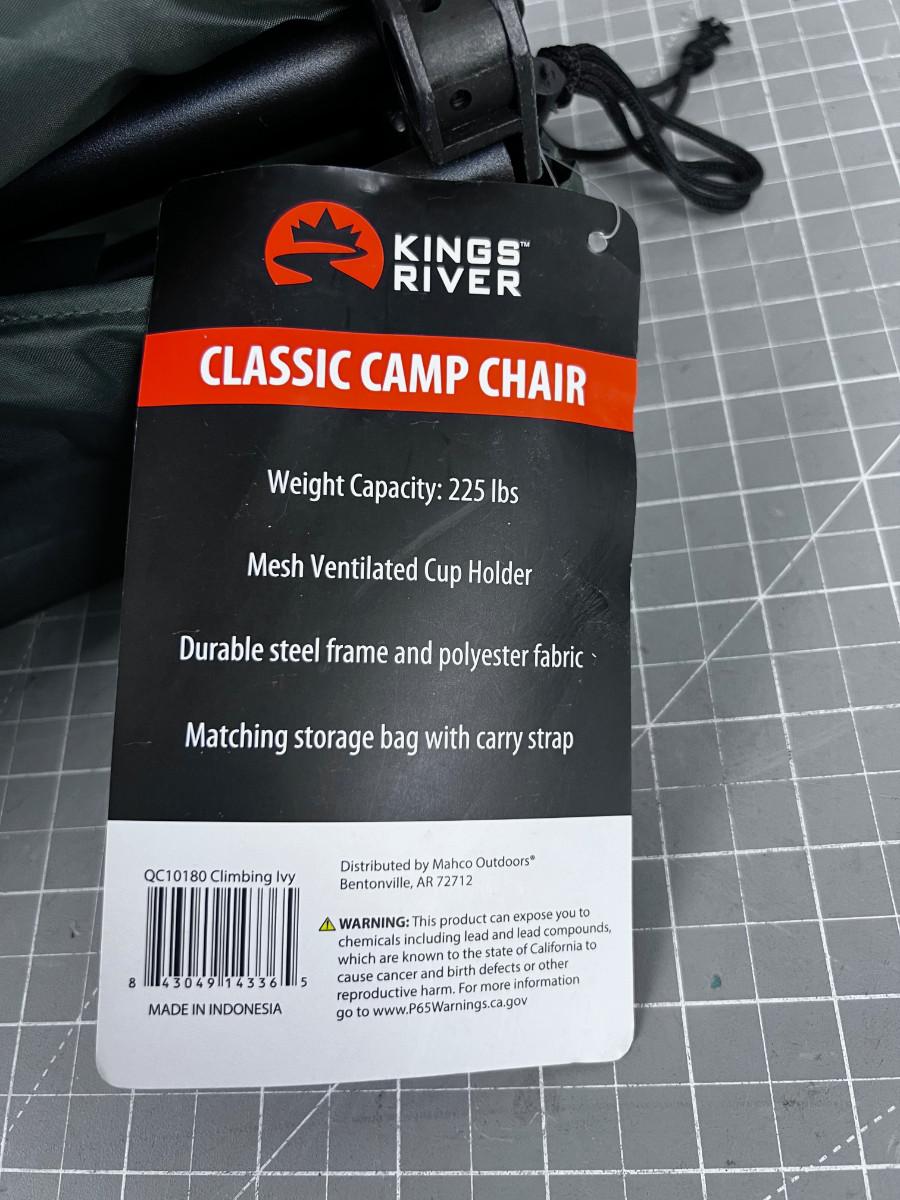 KINGS™
RIVER
CLASSIC CAMP CHAIR
Weight Capacity: 225 lbs
Mesh Ventilated Cup Holder
Durable steel frame and polyester fabric
Matching storage bag with carry strap
QC10180 Climbing Ivy
8 43049 14336 5
MADE IN INDONESIA
Distributed by Mahco Outdoors®
Bentonville, AR 72712
WARNING: This product can expose you to
chemicals including lead and lead compounds,
which are known to the state of California to
cause cancer and birth defects or other
reproductive harm. For more information
go to www.P65Warnings.ca.gov